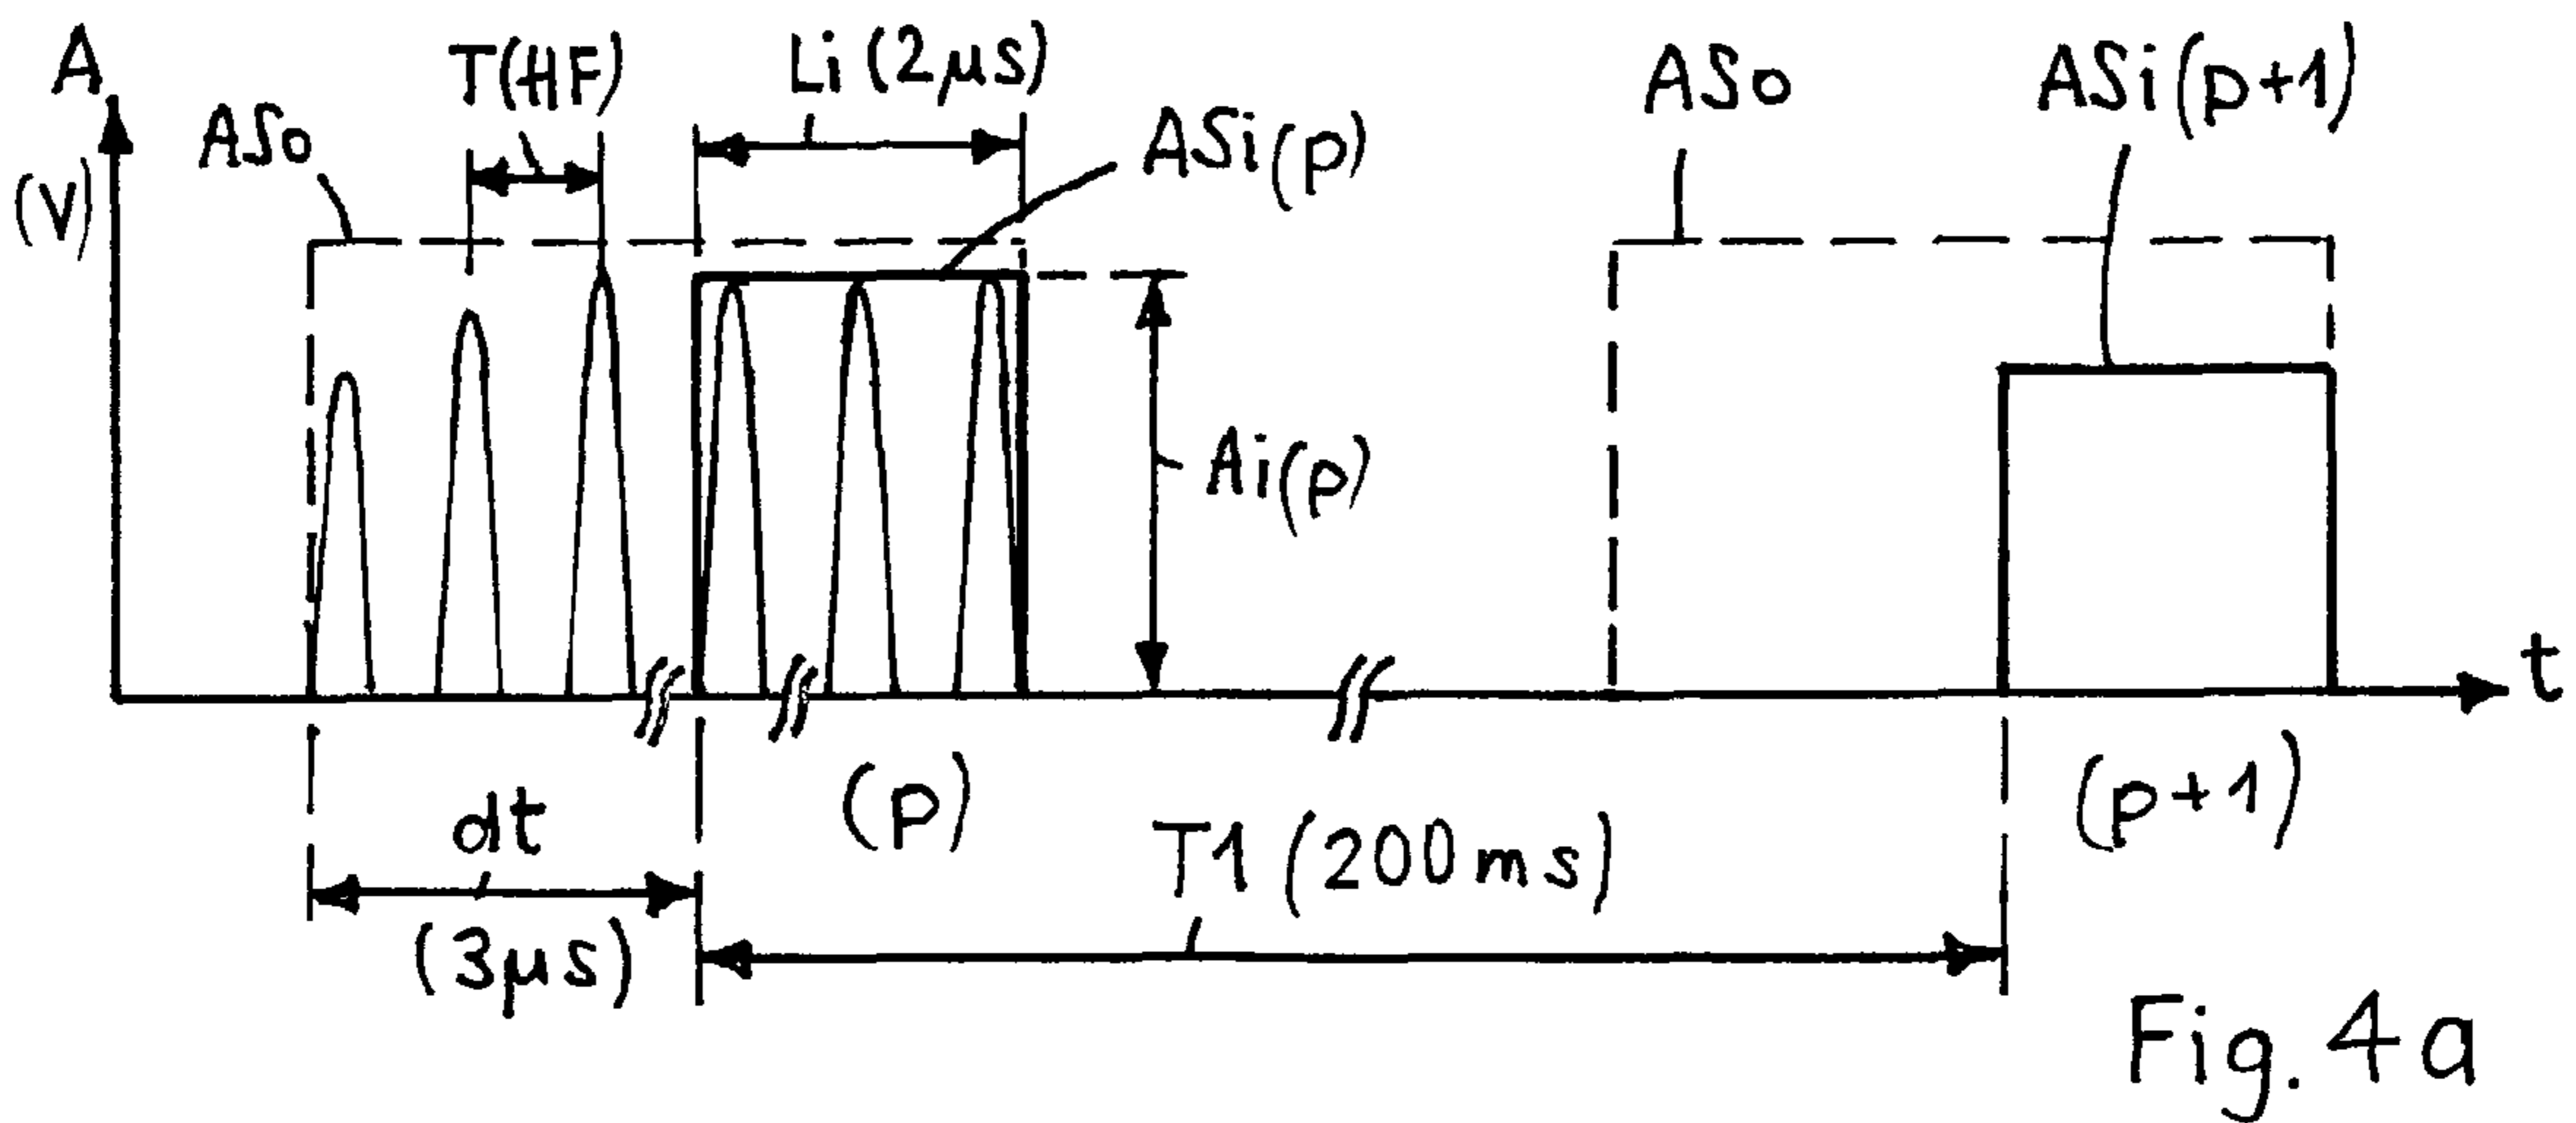 A
(V)
ASo
T(HF)
Li (2µs)
ASi(p)
ASo
ASi(p+1)
Ai(p)
t
dt
(3µs)
(p)
T1 (200ms)
(p+1)
Fig. 4a